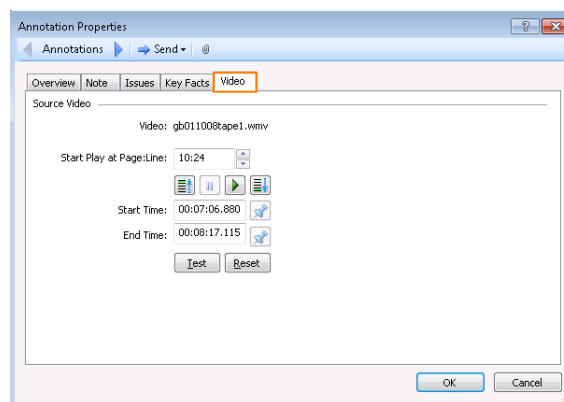 Annotation Properties
Annotations Send
Overview Note Issues Key Facts Video
Source Video
Video: gb011008tape1.wmv
Start Play at Page:Line: 10:24
Start Time: 00:07:06.880
End Time: 00:08:17.115
Test Reset
OK Cancel